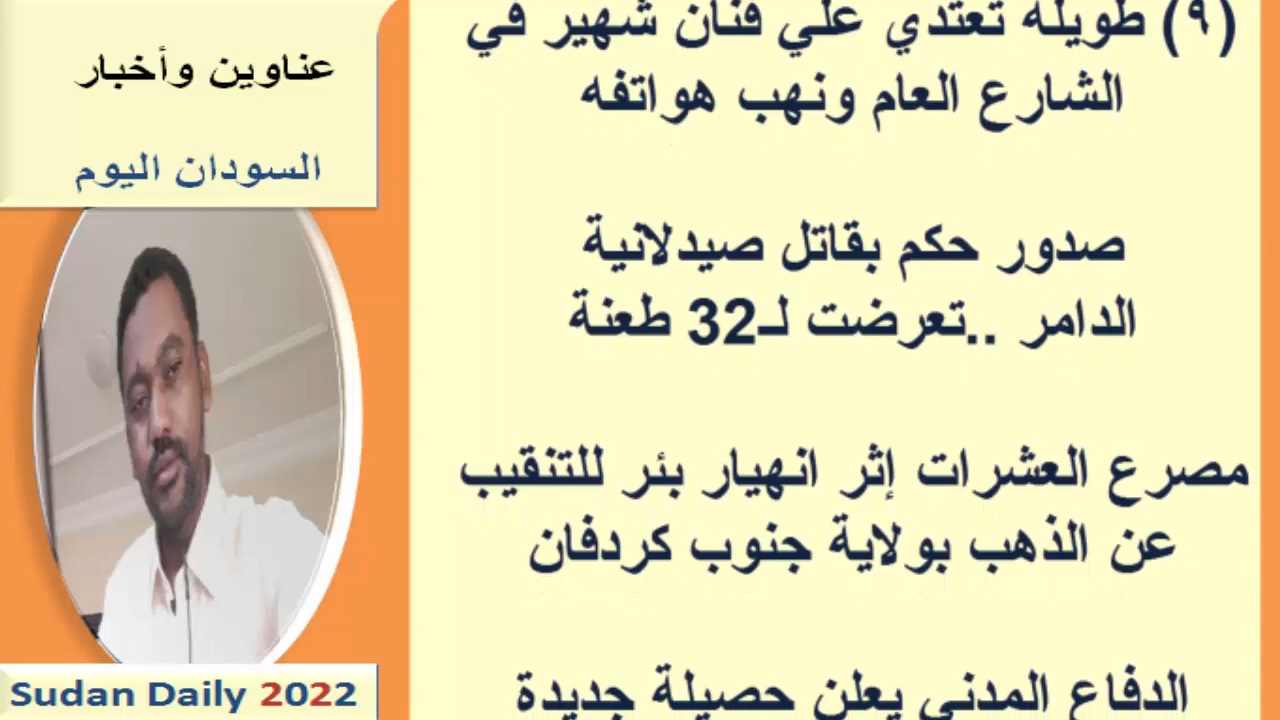 عناوين وأخبار
السودان اليوم
(٩) طويلة تعتدي علي فنان شهير في
الشارع العام ونهب هواتفه
صدور حكم بقاتل صيدلانية
الدامر ..تعرضت لـ32 طعنة
مصرع العشرات إثر انهيار بئر للتنقيب
عن الذهب بولاية جنوب كردفان
الدفاع المدني يعلن حصيلة جديدة
Sudan Daily 2022